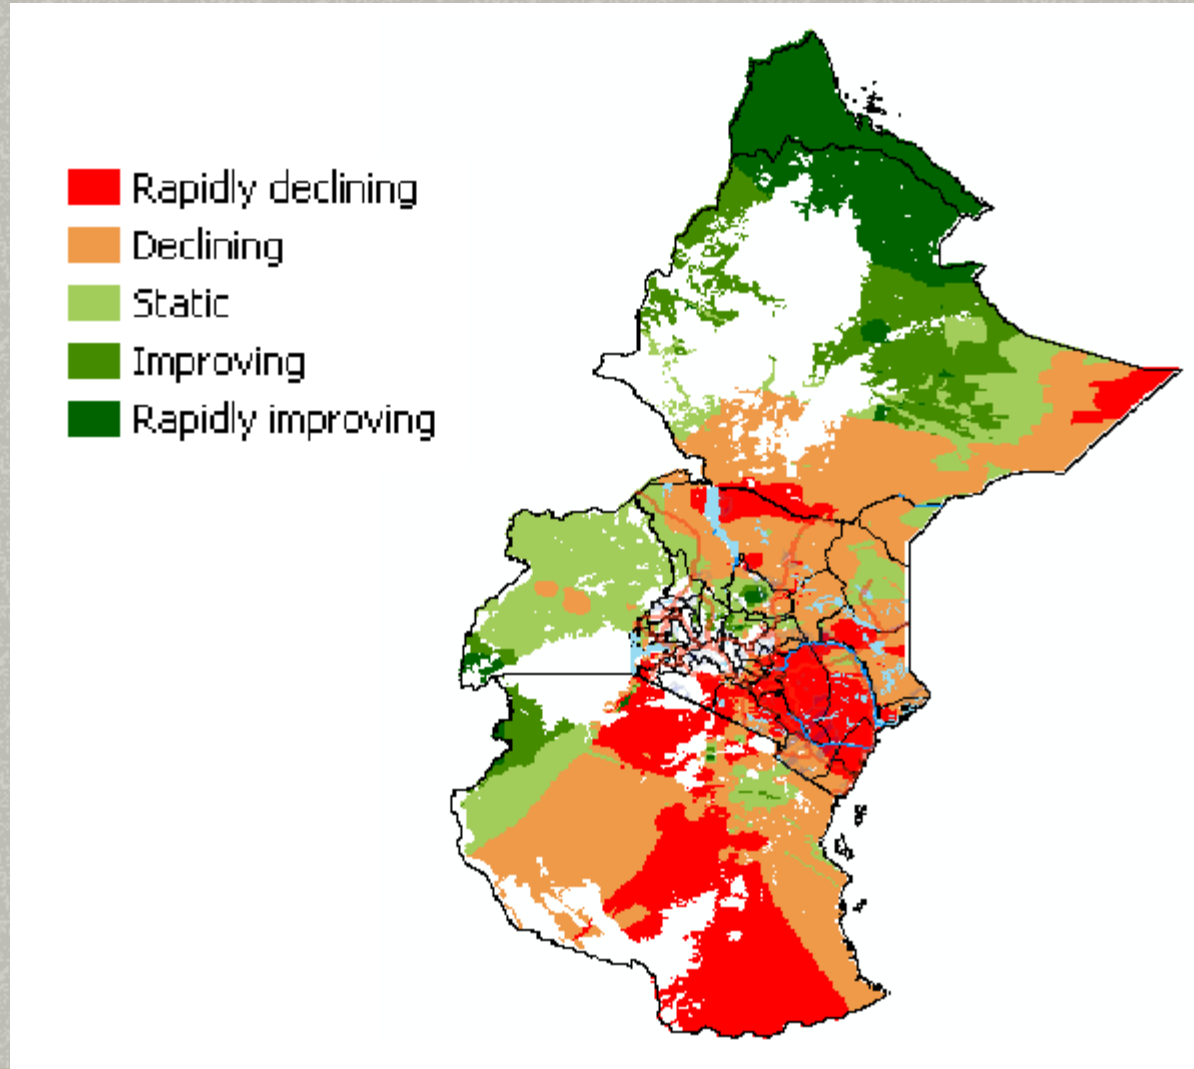 Rapidly declining
Declining
Static
Improving
Rapidly improving